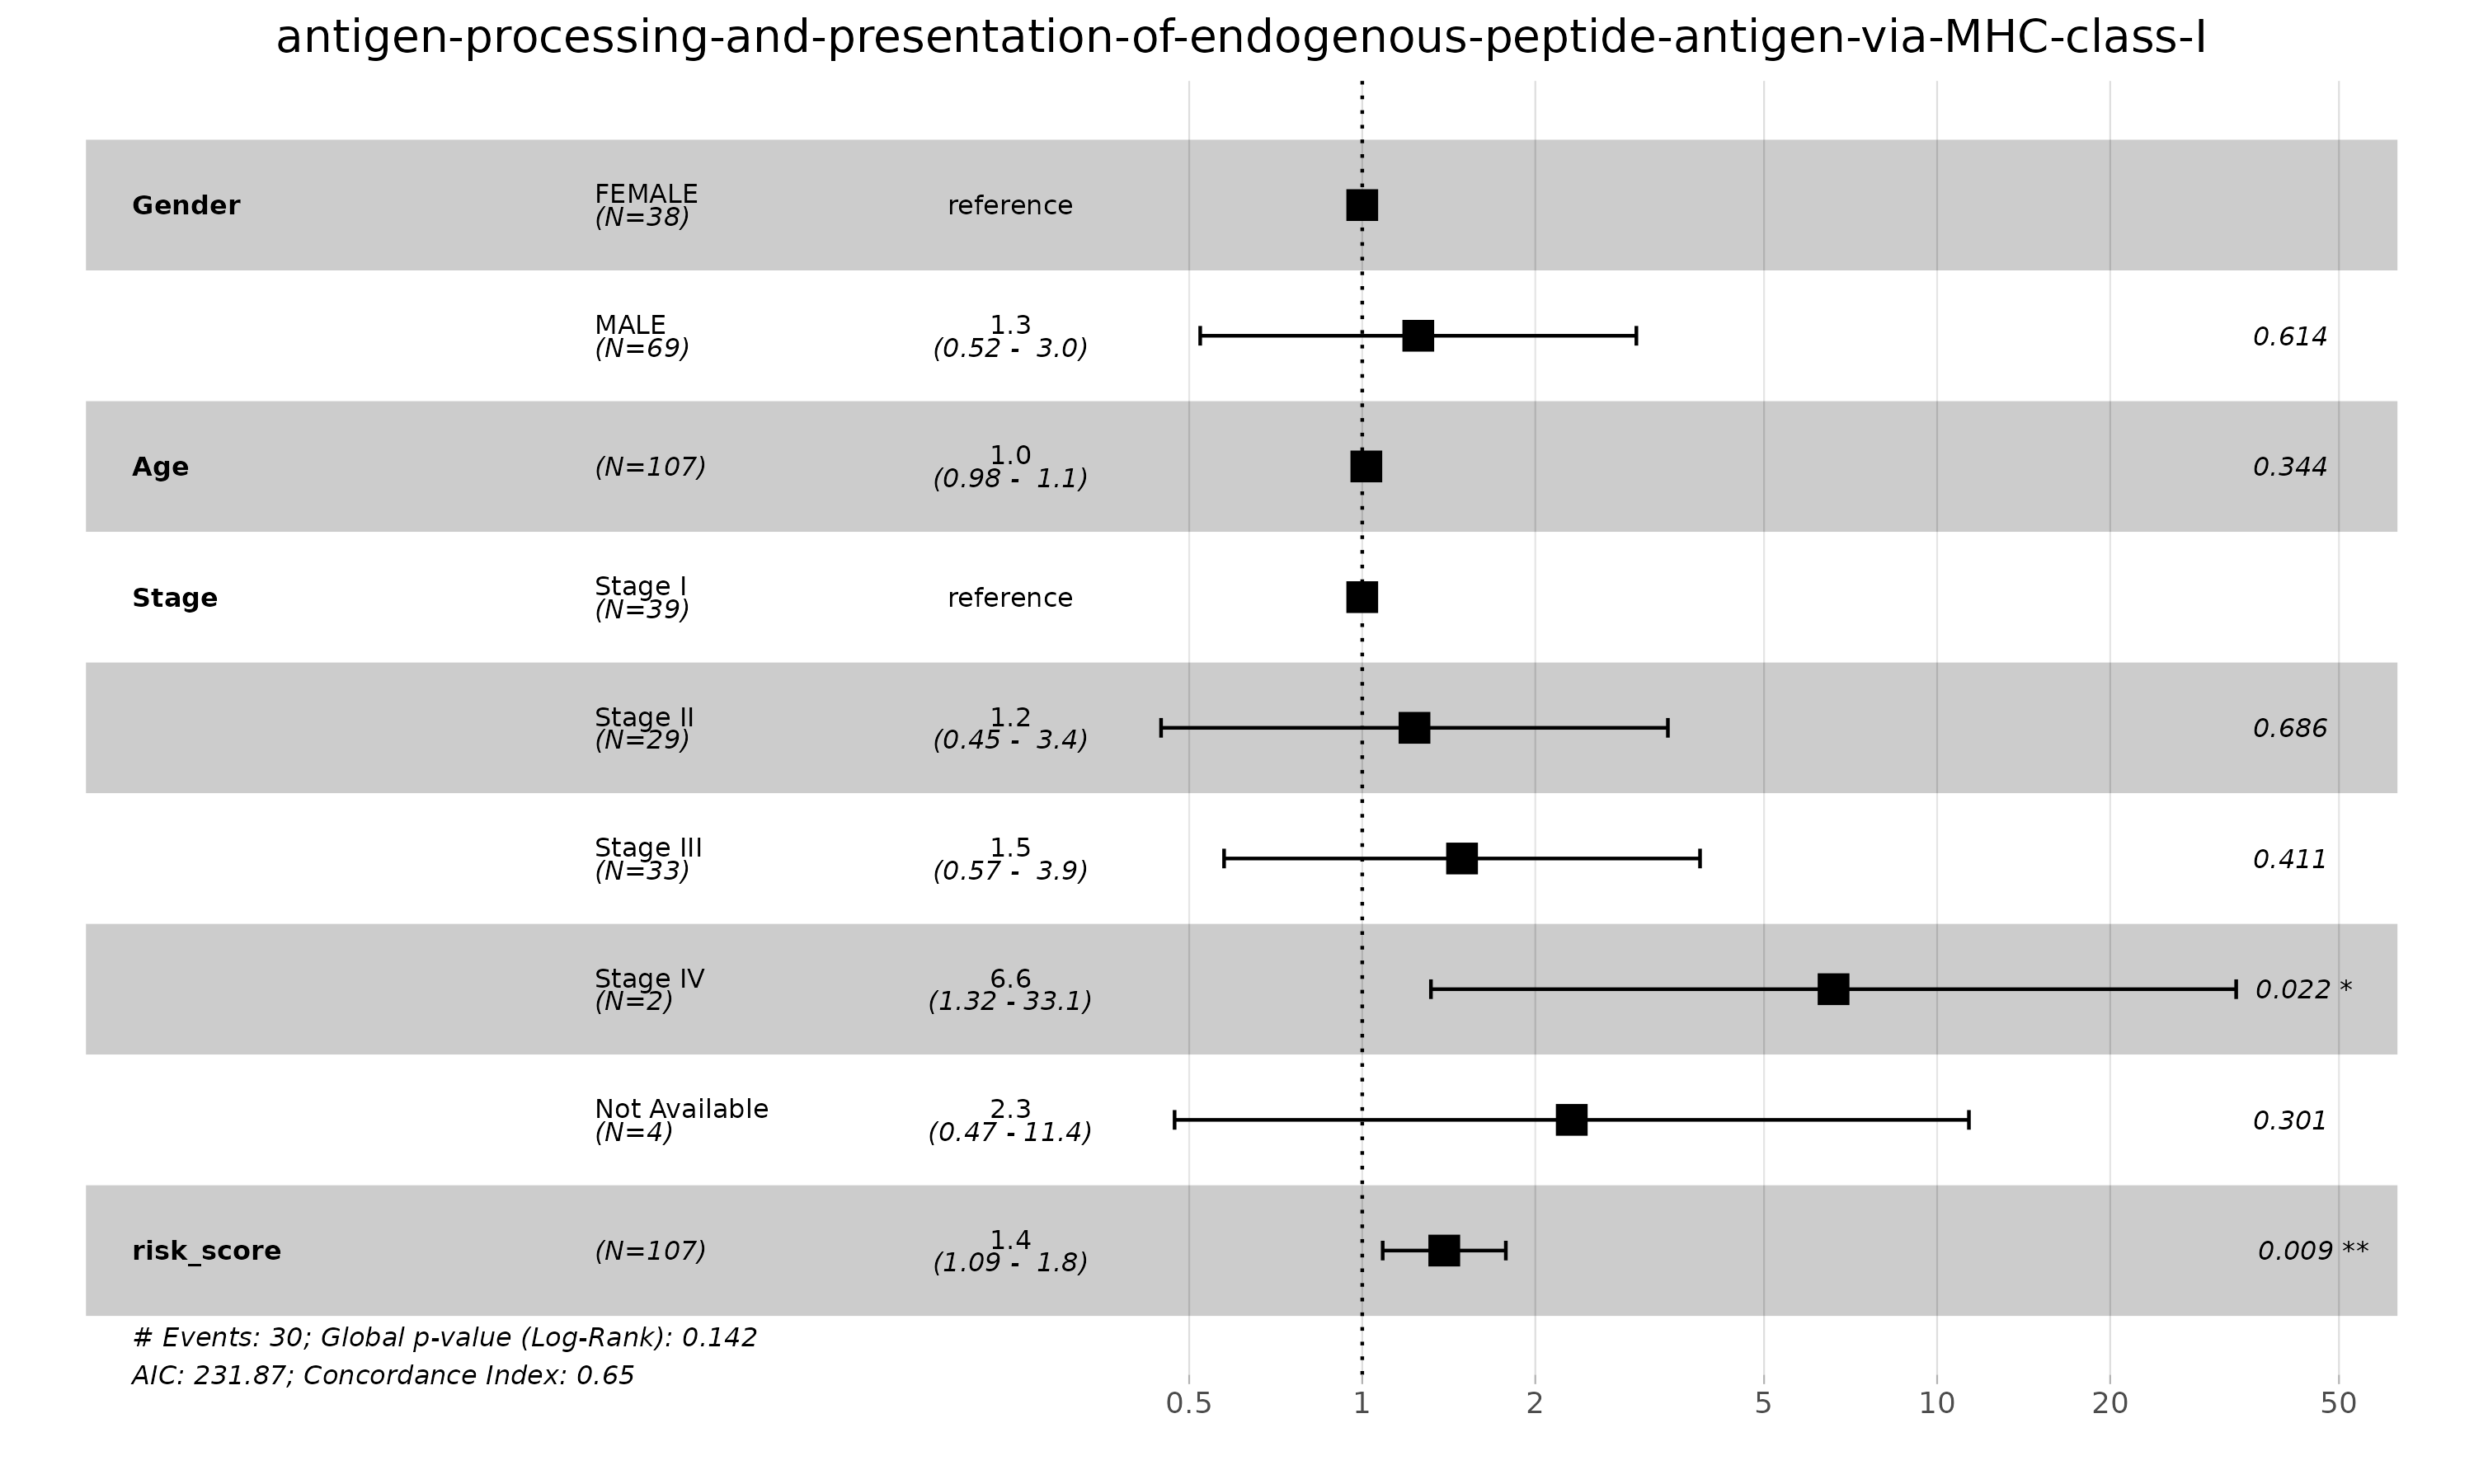 antigen-processing-and-presentation-of-endogenous-peptide-antigen-via-MHC-class-I
Gender FEMALE (N=38) reference
MALE (N=69) 1.3 (0.52 - 3.0) 0.614
Age (N=107) 1.0 (0.98 - 1.1) 0.344
Stage Stage I (N=39) reference
Stage II (N=29) 1.2 (0.45 - 3.4) 0.686
Stage III (N=33) 1.5 (0.57 - 3.9) 0.411
Stage IV (N=2) 6.6 (1.32 - 33.1) 0.022 *
Not Available (N=4) 2.3 (0.47 - 11.4) 0.301
risk_score (N=107) 1.4 (1.09 - 1.8) 0.009 **
# Events: 30; Global p-value (Log-Rank): 0.142
AIC: 231.87; Concordance Index: 0.65
0.5 1 2 5 10 20 50